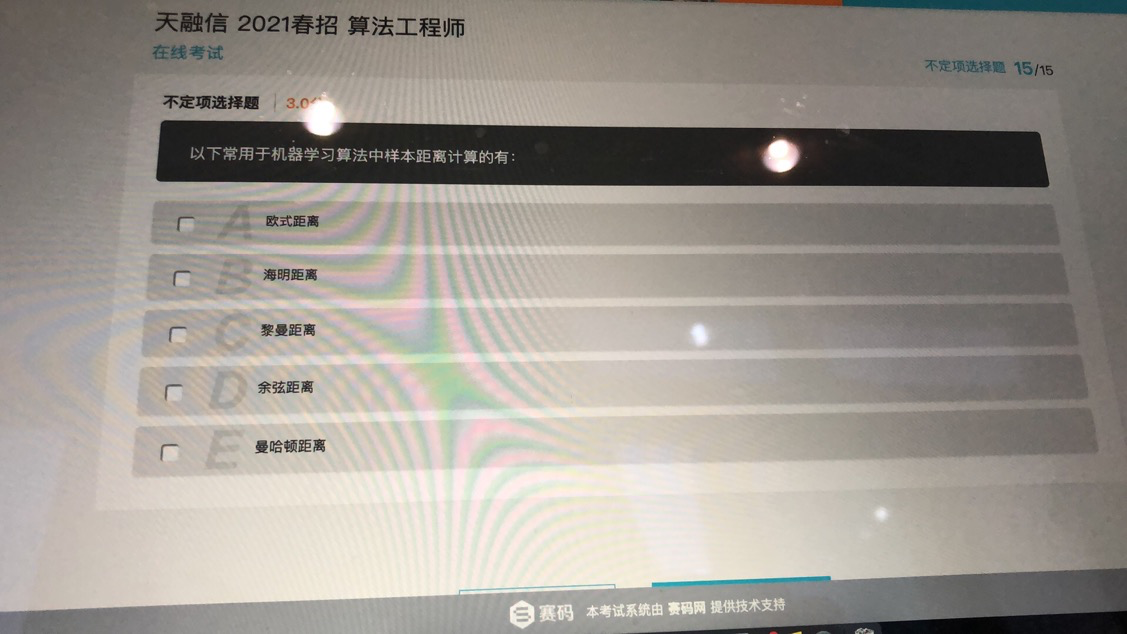 天融信 2021春招 算法工程师
在线考试
不定项选择题 15/15
不定项选择题 3.0
以下常用于机器学习算法中样本距离计算的有：
A 欧式距离
B 海明距离
C 黎曼距离
D 余弦距离
E 曼哈顿距离
赛码 本考试系统由 赛码网 提供技术支持